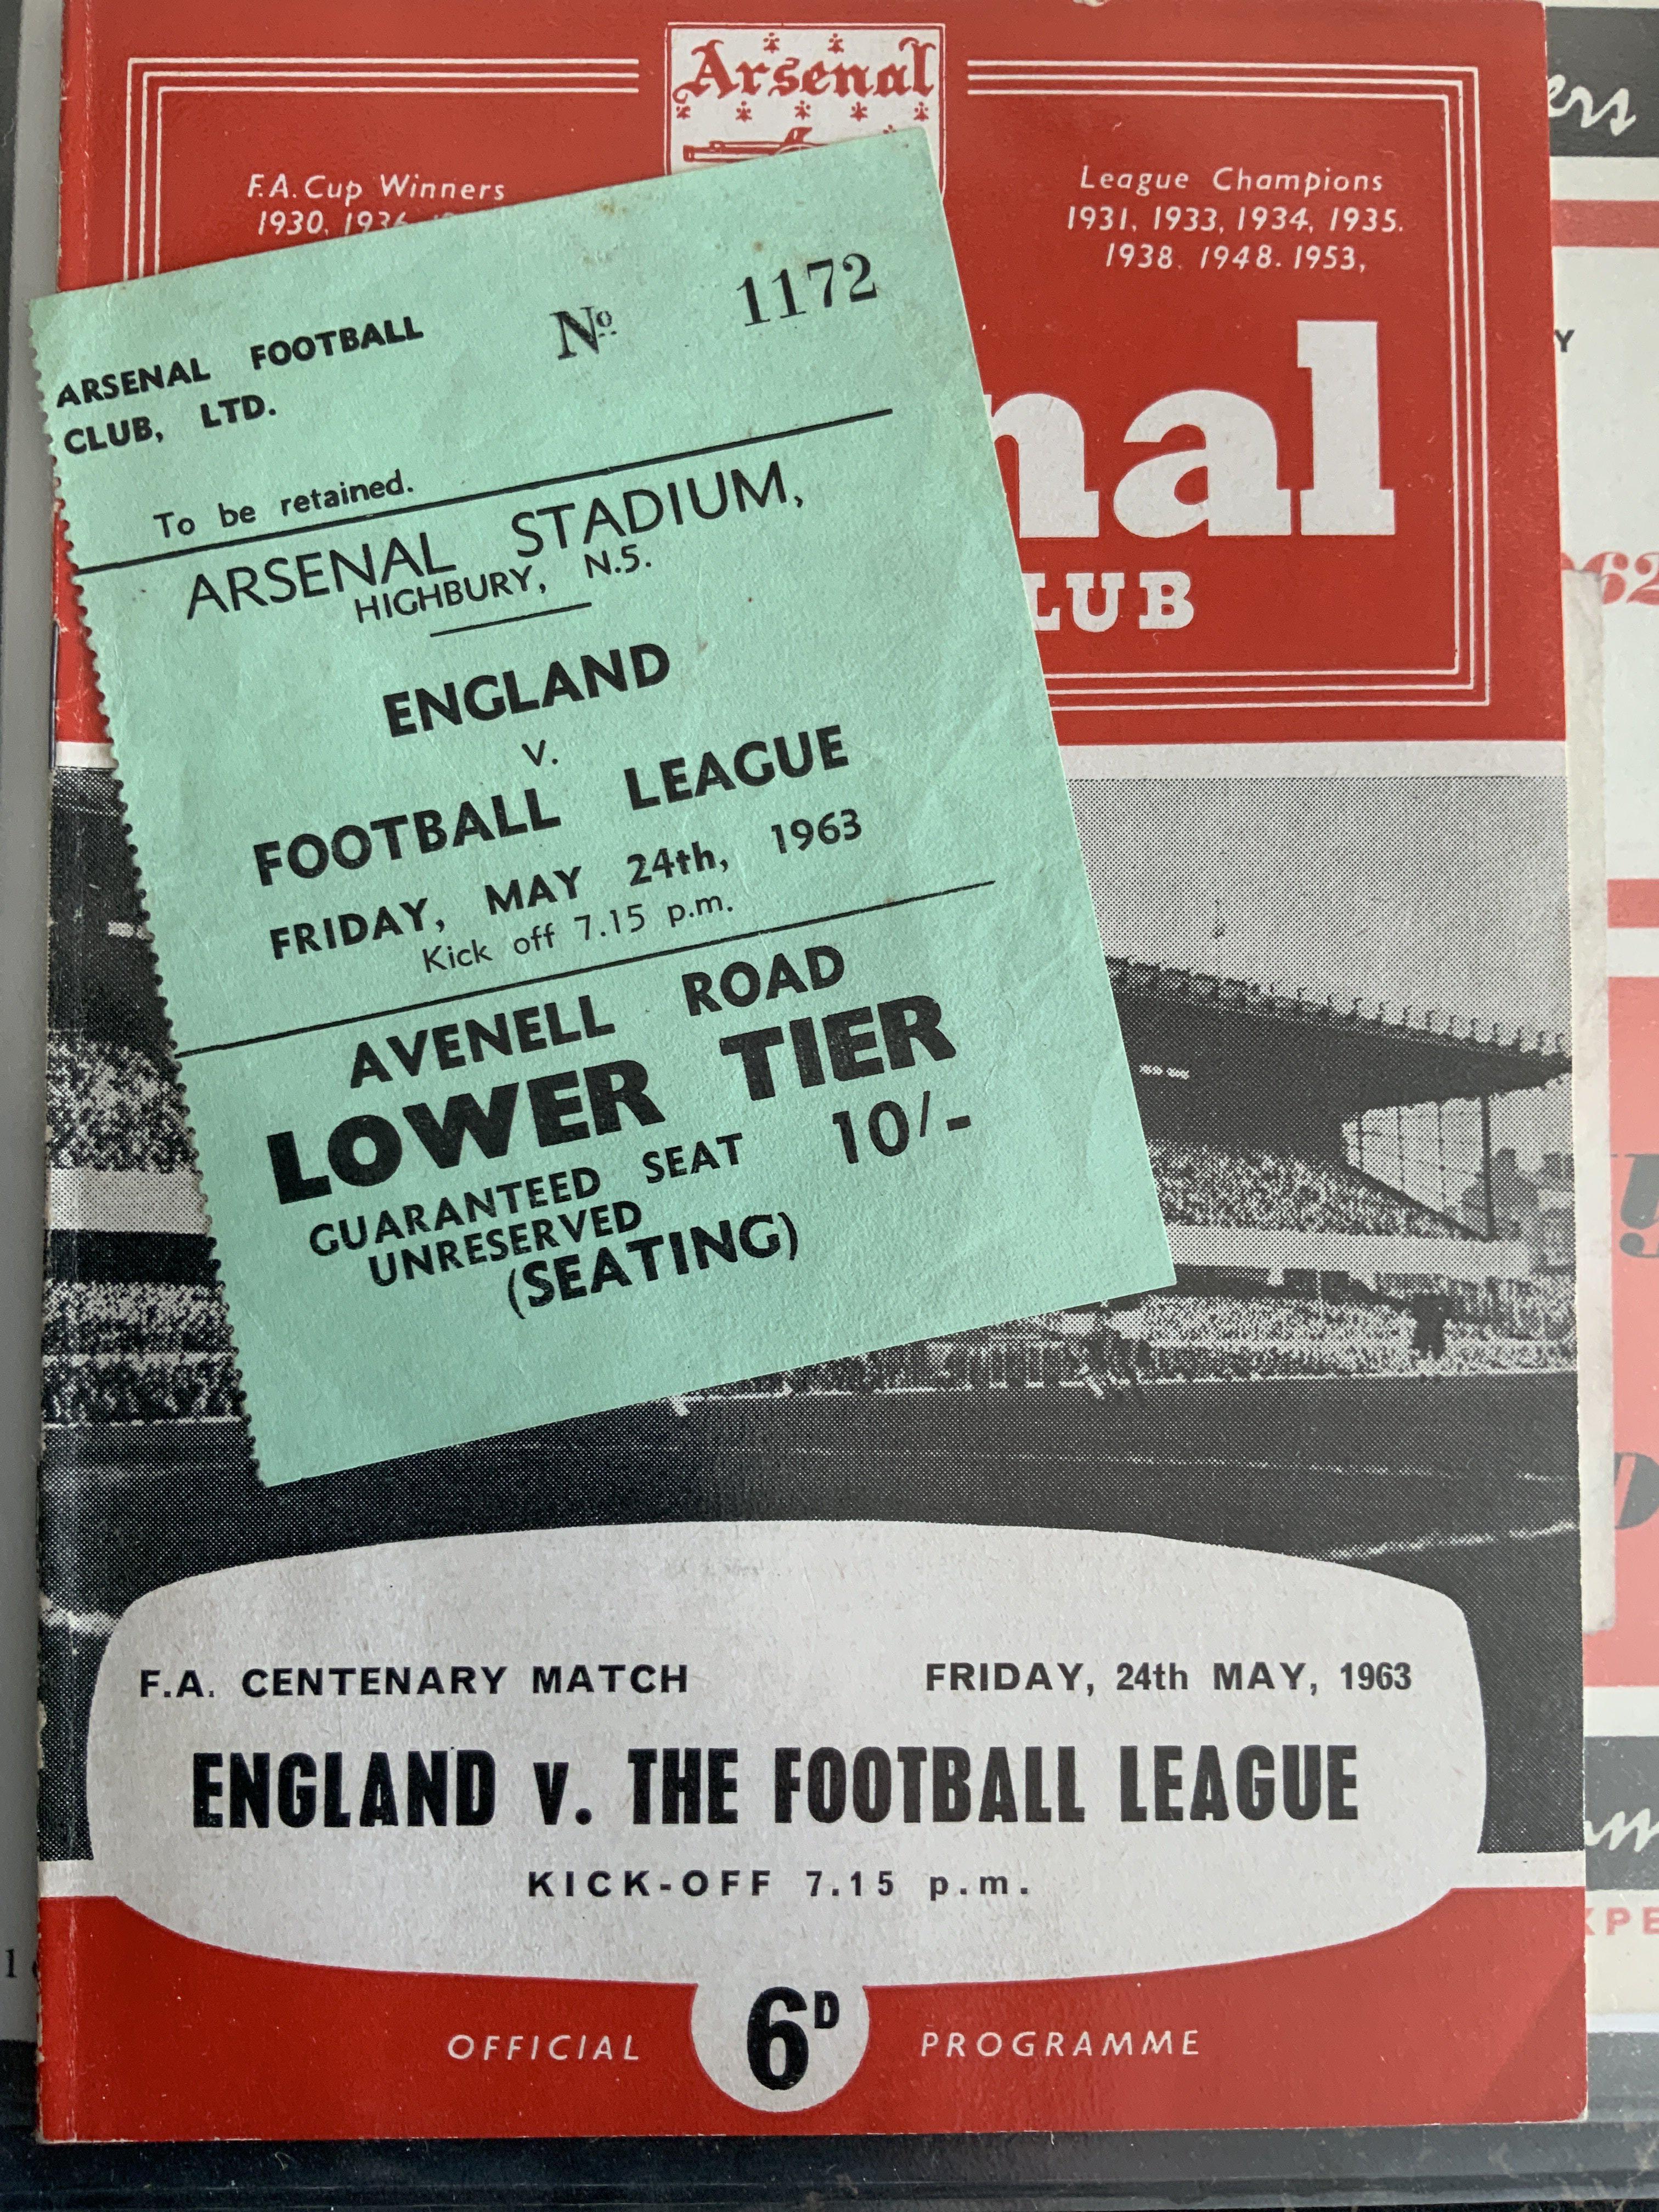 Arsenal
F.A. Cup Winners
1930, 1936
League Champions
1931, 1933, 1934, 1935.
1938. 1948. 1953,
nal
LUB
ARSENAL FOOTBALL
CLUB, LTD.
Nº 1172
To be retained.
ARSENAL STADIUM,
HIGHBURY, N.5.
ENGLAND
v.
FOOTBALL LEAGUE
FRIDAY, MAY 24th, 1963
Kick off 7.15 p.m.
AVENELL ROAD
LOWER TIER
GUARANTEED SEAT 10/-
UNRESERVED
(SEATING)
F.A. CENTENARY MATCH FRIDAY, 24th MAY, 1963
ENGLAND v. THE FOOTBALL LEAGUE
KICK-OFF 7.15 p.m.
OFFICIAL 6D PROGRAMME
ers
Y
962